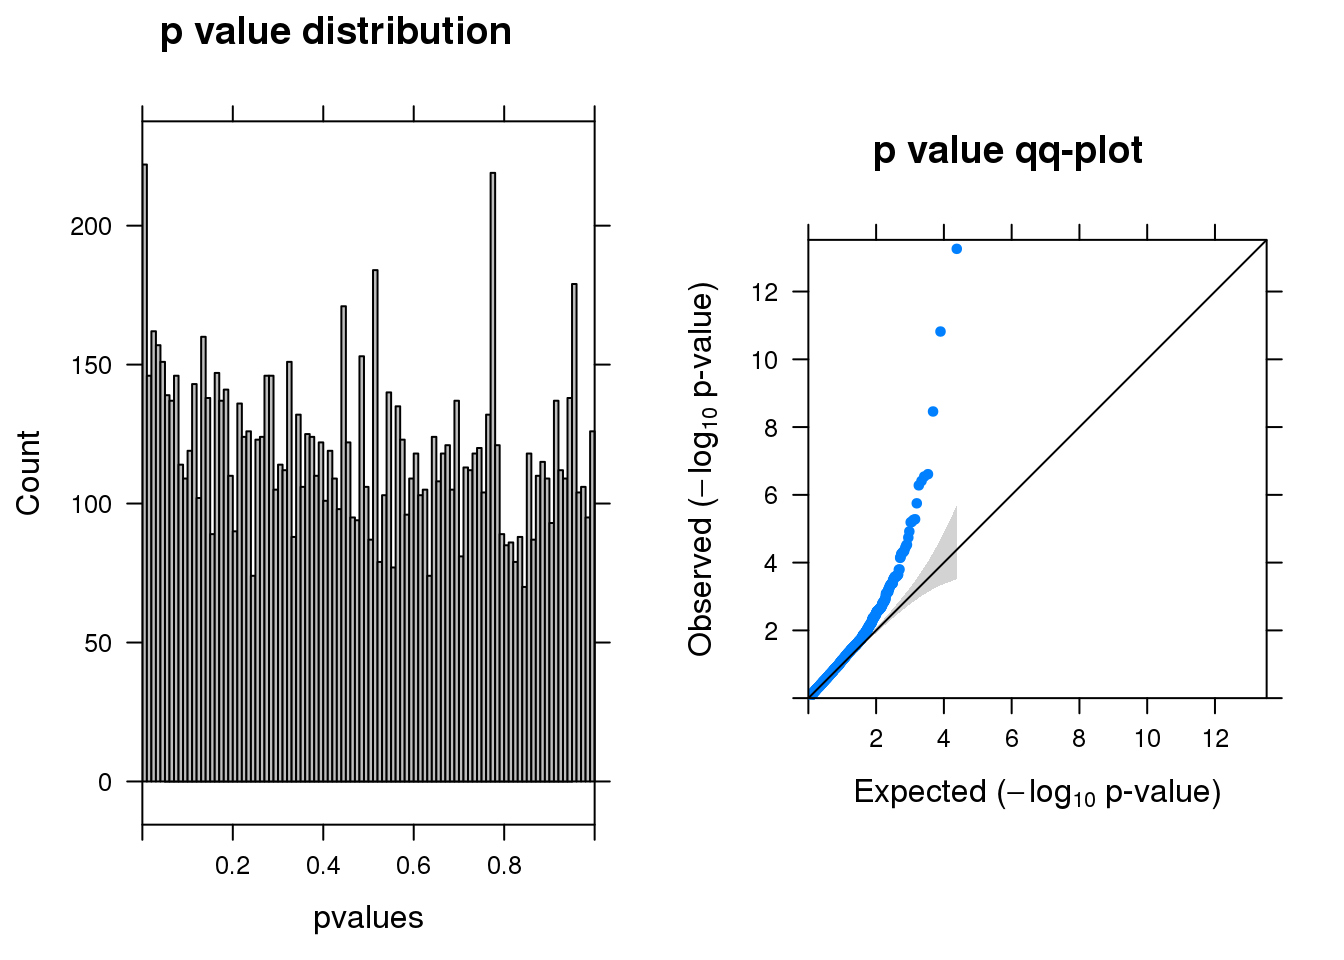 p value distribution
200
150
100
50
0
Count
0.2 0.4 0.6 0.8
pvalues
p value qq-plot
12
10
8
6
4
2
Observed (−log₁₀ p-value)
2 4 6 8 10 12
Expected (−log₁₀ p-value)